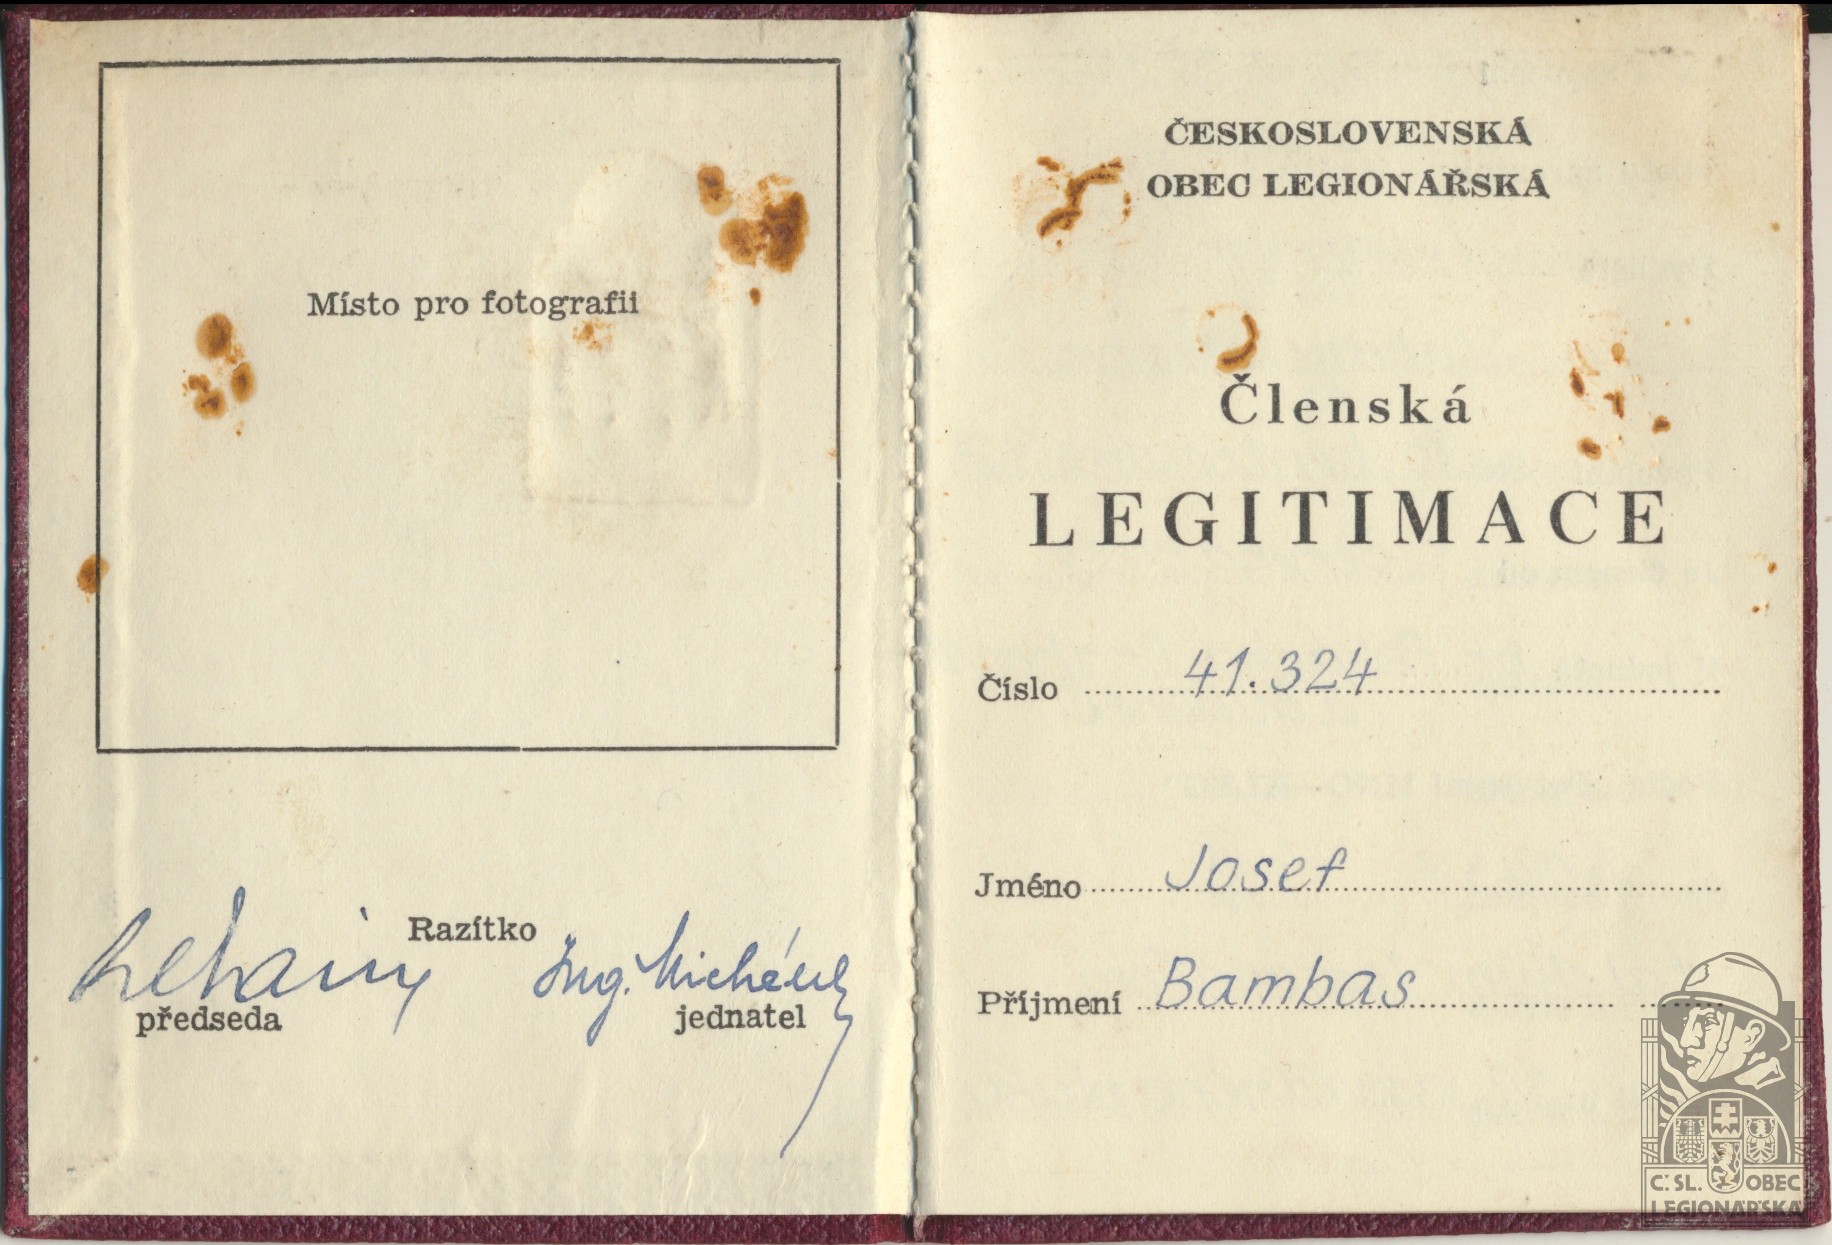 Místo pro fotografii
Razítko
Ing. Michálek
předseda
jednatel
ČESKOSLOVENSKÁ
OBEC LEGIONÁŘSKÁ
Členská
LEGITIMACE
Číslo 41.324
Jméno Josef
Příjmení Bambas
Č. SL. OBEC
LEGIONÁŘSKÁ